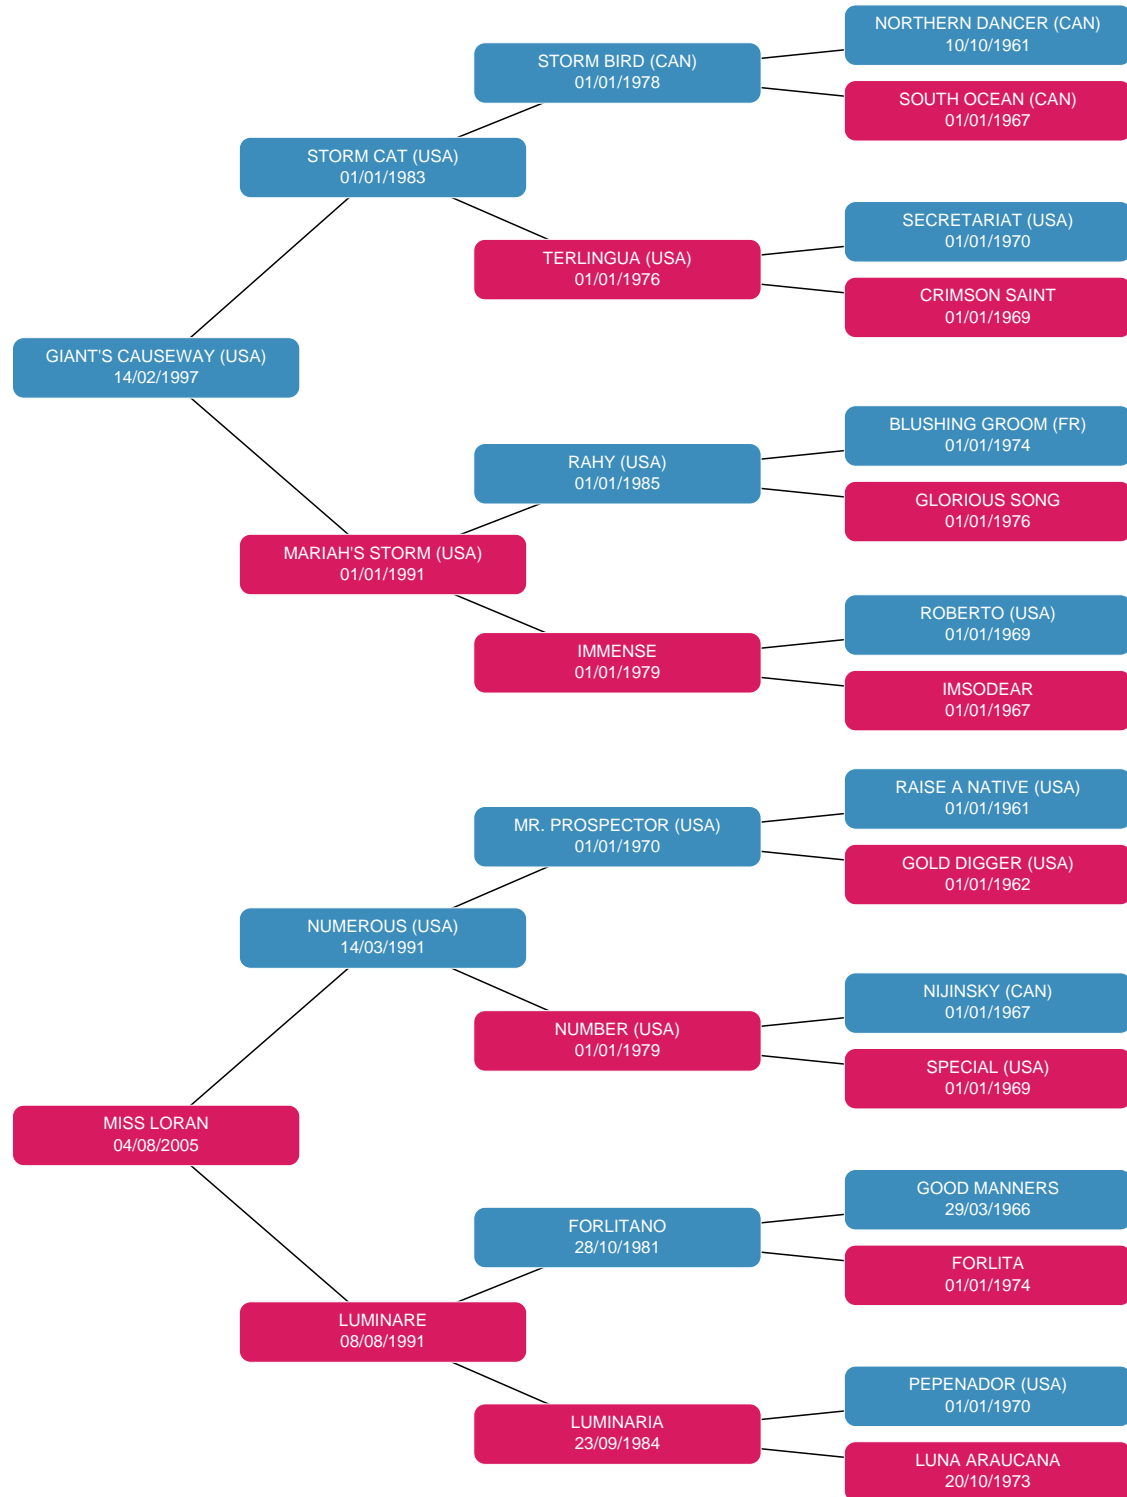 NORTHERN DANCER (CAN)
10/10/1961
STORM BIRD (CAN)
01/01/1978
SOUTH OCEAN (CAN)
01/01/1967
STORM CAT (USA)
01/01/1983
SECRETARIAT (USA)
01/01/1970
TERLINGUA (USA)
01/01/1976
CRIMSON SAINT
01/01/1969
GIANT'S CAUSEWAY (USA)
14/02/1997
BLUSHING GROOM (FR)
01/01/1974
RAHY (USA)
01/01/1985
GLORIOUS SONG
01/01/1976
MARIAH'S STORM (USA)
01/01/1991
ROBERTO (USA)
01/01/1969
IMMENSE
01/01/1979
IMSODEAR
01/01/1967
RAISE A NATIVE (USA)
01/01/1961
MR. PROSPECTOR (USA)
01/01/1970
GOLD DIGGER (USA)
01/01/1962
NUMEROUS (USA)
14/03/1991
NIJINSKY (CAN)
01/01/1967
NUMBER (USA)
01/01/1979
SPECIAL (USA)
01/01/1969
MISS LORAN
04/08/2005
GOOD MANNERS
29/03/1966
FORLITANO
28/10/1981
FORLITA
01/01/1974
LUMINARE
08/08/1991
PEPENADOR (USA)
01/01/1970
LUMINARIA
23/09/1984
LUNA ARAUCANA
20/10/1973